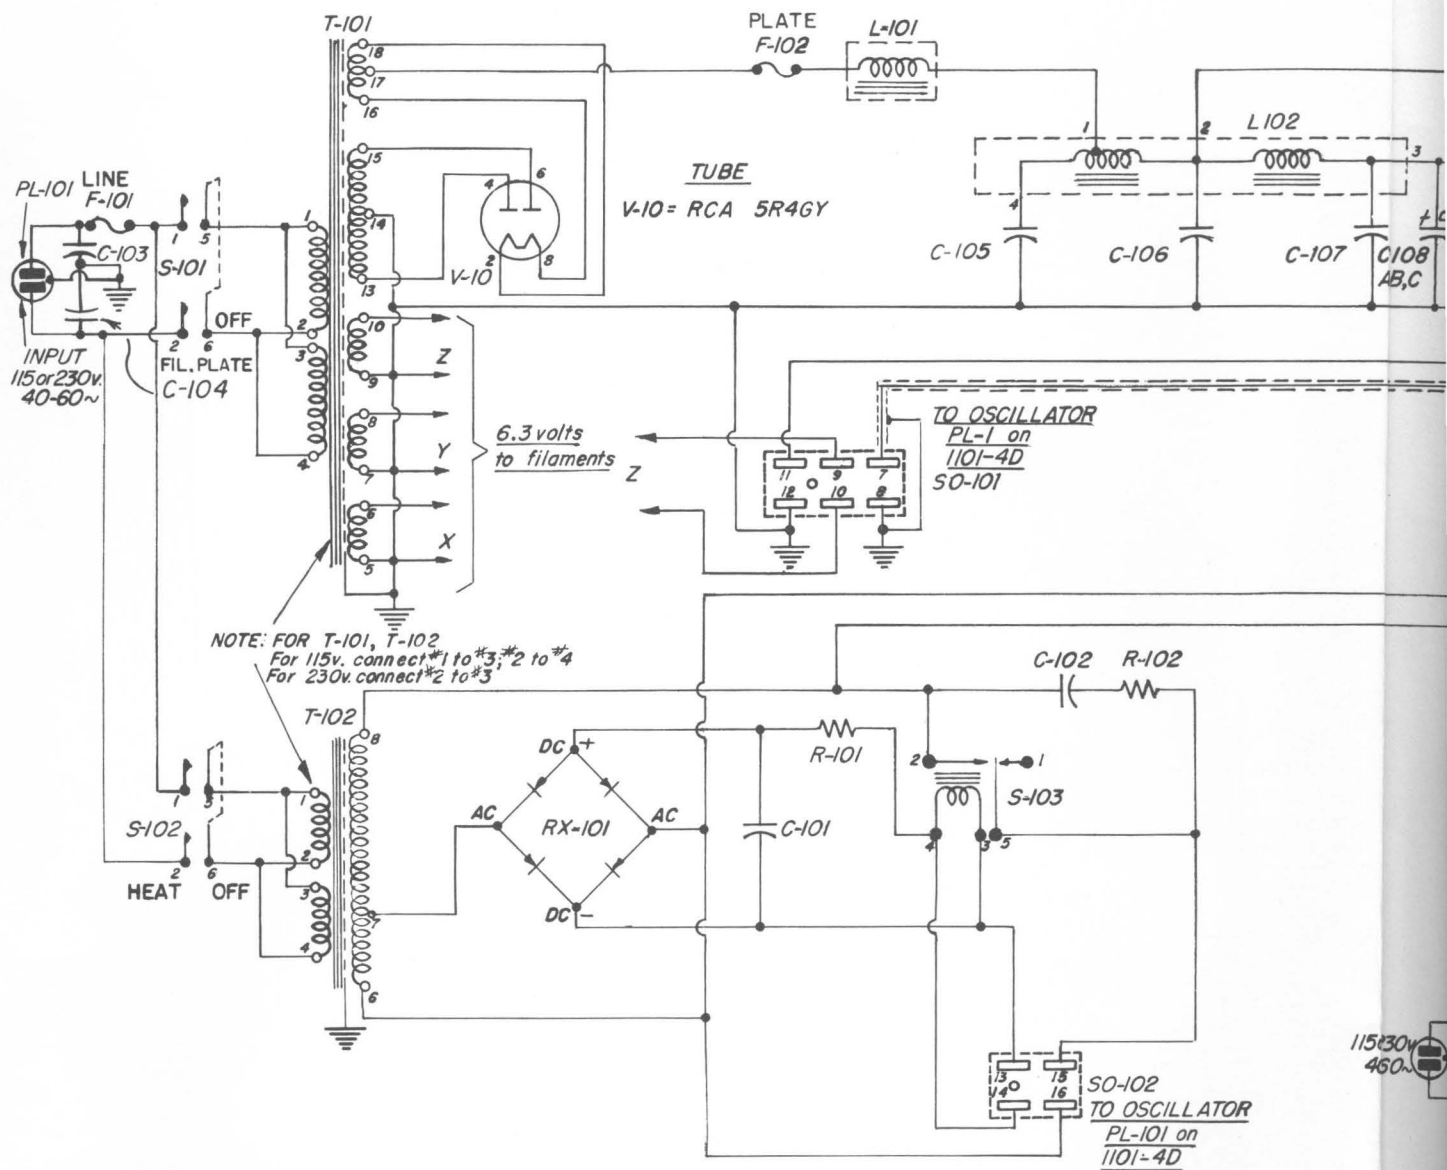 T-101
PLATE
F-102
L-101
18
17
16
15
14
13
10
9
8
7
6
5
Z
Y
X
6.3 volts
to filaments
4
6
2
8
V-10
TUBE
V-10 = RCA 5R4GY
1
2
L102
3
4
C-105
C-106
C-107
C108
AB,C
PL-101
LINE
F-101
C-103
S-101
1
5
2
6
OFF
FIL. PLATE
C-104
INPUT
115 or 230v.
40-60~
1
2
3
4
Z
11
9
7
12
10
8
TO OSCILLATOR
PL-1 on
1101-4D
SO-101
NOTE: FOR T-101, T-102
For 115v. connect #1 to #3; #2 to #4
For 230v. connect #2 to #3
T-102
8
7
6
1
2
3
4
S-102
1
5
2
6
HEAT
OFF
DC +
AC
RX-101
AC
DC -
R-101
C-101
C-102
R-102
2
1
S-103
4
3
5
13
15
14
16
SO-102
TO OSCILLATOR
PL-101 on
1101-4D